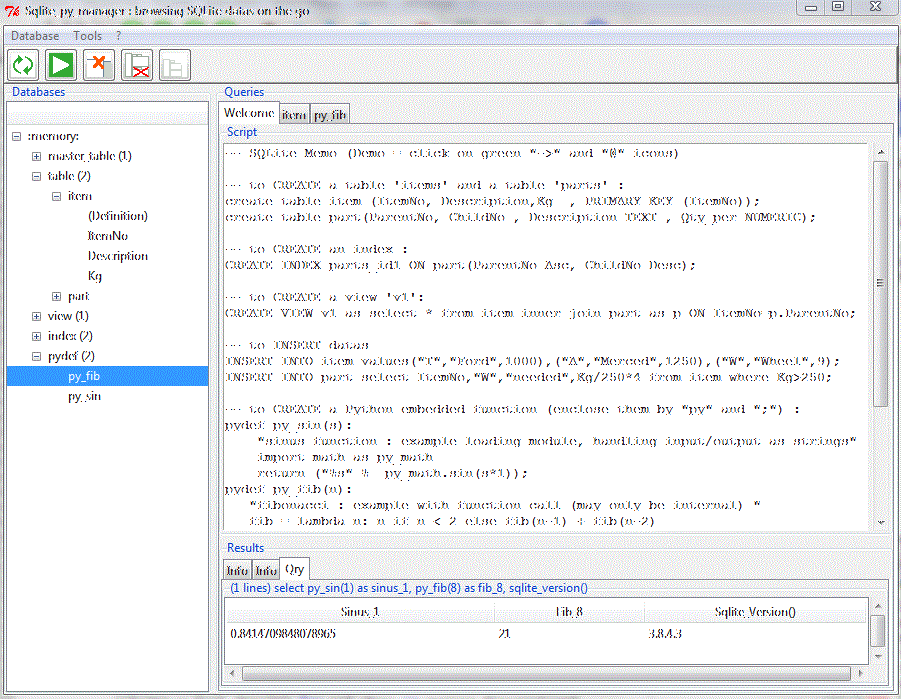 Sqlite_py_manager : browsing SQLite datas on the go
Database Tools ?
Databases
:memory:
master_table (1)
table (2)
item
(Definition)
ItemNo
Description
Kg
part
view (1)
index (2)
pydef (2)
py_fib
py_sin
Queries
Welcome item py_fib
Script
-- SQLite Memo (Demo = click on green "->" and "@" icons)
-- to CREATE a table 'items' and a table 'parts' :
create table item (ItemNo, Description,Kg , PRIMARY KEY (ItemNo));
create table part(ParentNo, ChildNo , Description TEXT , Qty_per NUMERIC);
-- to CREATE an index :
CREATE INDEX parts_id1 ON part(ParentNo Asc, ChildNo Desc);
-- to CREATE a view 'v1':
CREATE VIEW v1 as select * from item inner join part as p ON ItemNo=p.ParentNo;
-- to INSERT datas
INSERT INTO item values("T","Ford",1000),("A","Merced",1250),("W","Wheel",9);
INSERT INTO part select ItemNo,"W","needed",Kg/250*4 from item where Kg>250;
-- to CREATE a Python embedded function (enclose them by "py" and ";") :
pydef py_sin(s):
"sinus function : example loading module, handling input/output as strings"
import math as py_math
return ("%s" % py_math.sin(s*1));
pydef py_fib(n):
"fibonacci : example with function call (may only be internal) "
fib = lambda n: n if n < 2 else fib(n-1) + fib(n-2)
Results
Info Info Qry
(1 lines) select py_sin(1) as sinus_1, py_fib(8) as fib_8, sqlite_version()
Sinus_1 Fib_8 Sqlite_Version()
0.8414709848078965 21 3.8.4.3